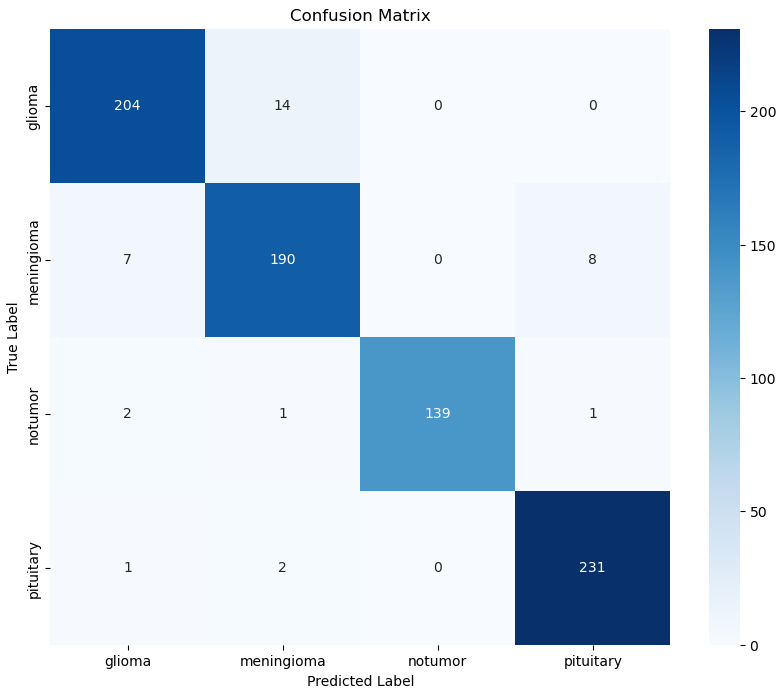 Confusion Matrix
glioma
204
14
0
0
200
meningioma
7
190
0
8
150
True Label
notumor
2
1
139
1
100
pituitary
1
2
0
231
50
0
glioma
meningioma
notumor
pituitary
Predicted Label